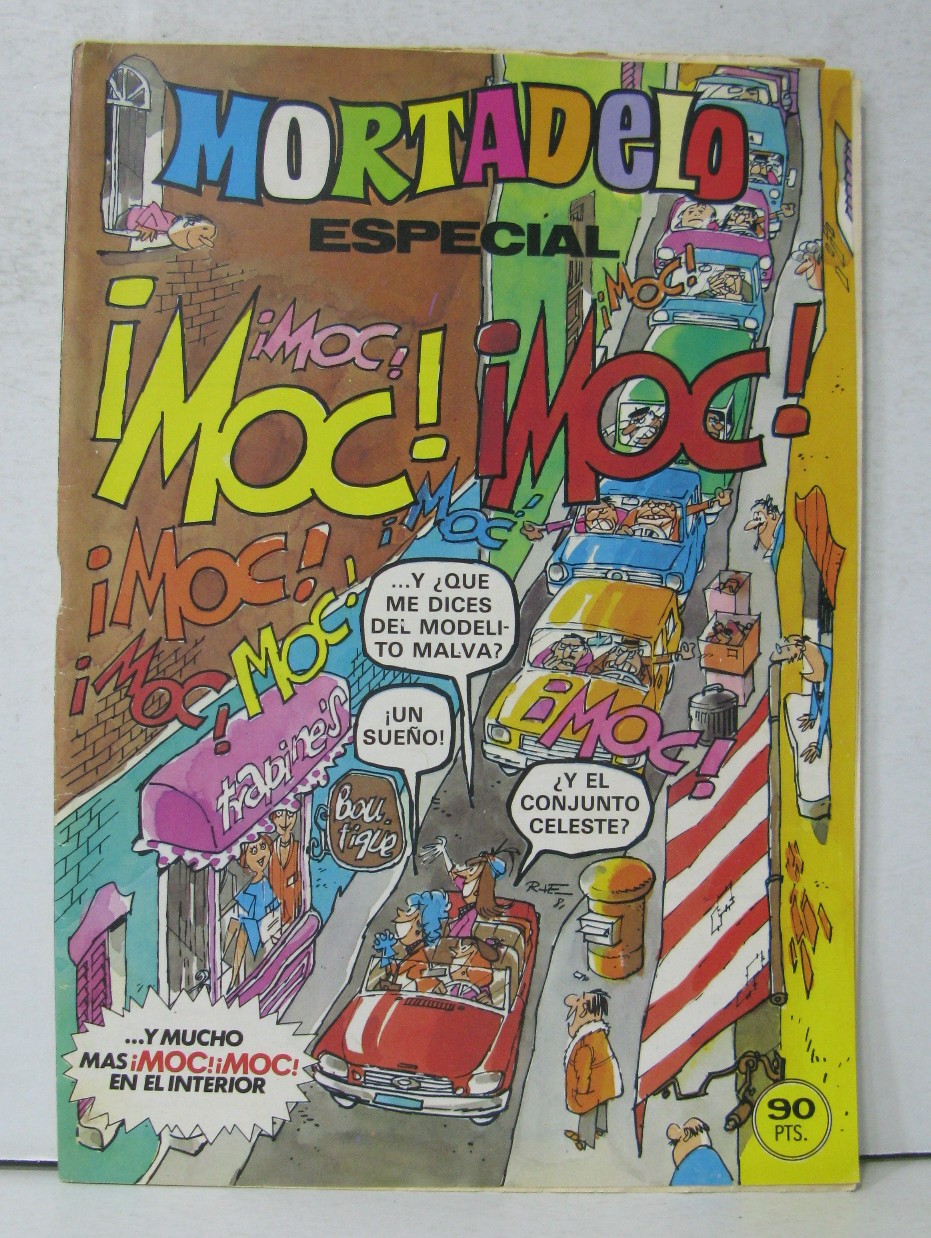 MORTADELO
ESPECIAL
¡MOC!
¡MOC!
¡MOC!
¡MOC!
¡MOC!
¡MOC!
¡MOC!
MOC!
¡MOC!
¡MOC!
...Y ¿QUE
ME DICES
DEL MODELI-
TO MALVA?
¡UN
SUEÑO!
¿Y EL
CONJUNTO
CELESTE?
trapine's
Bou-
tique
...Y MUCHO
MAS ¡MOC!¡MOC!
EN EL INTERIOR
90
PTS.